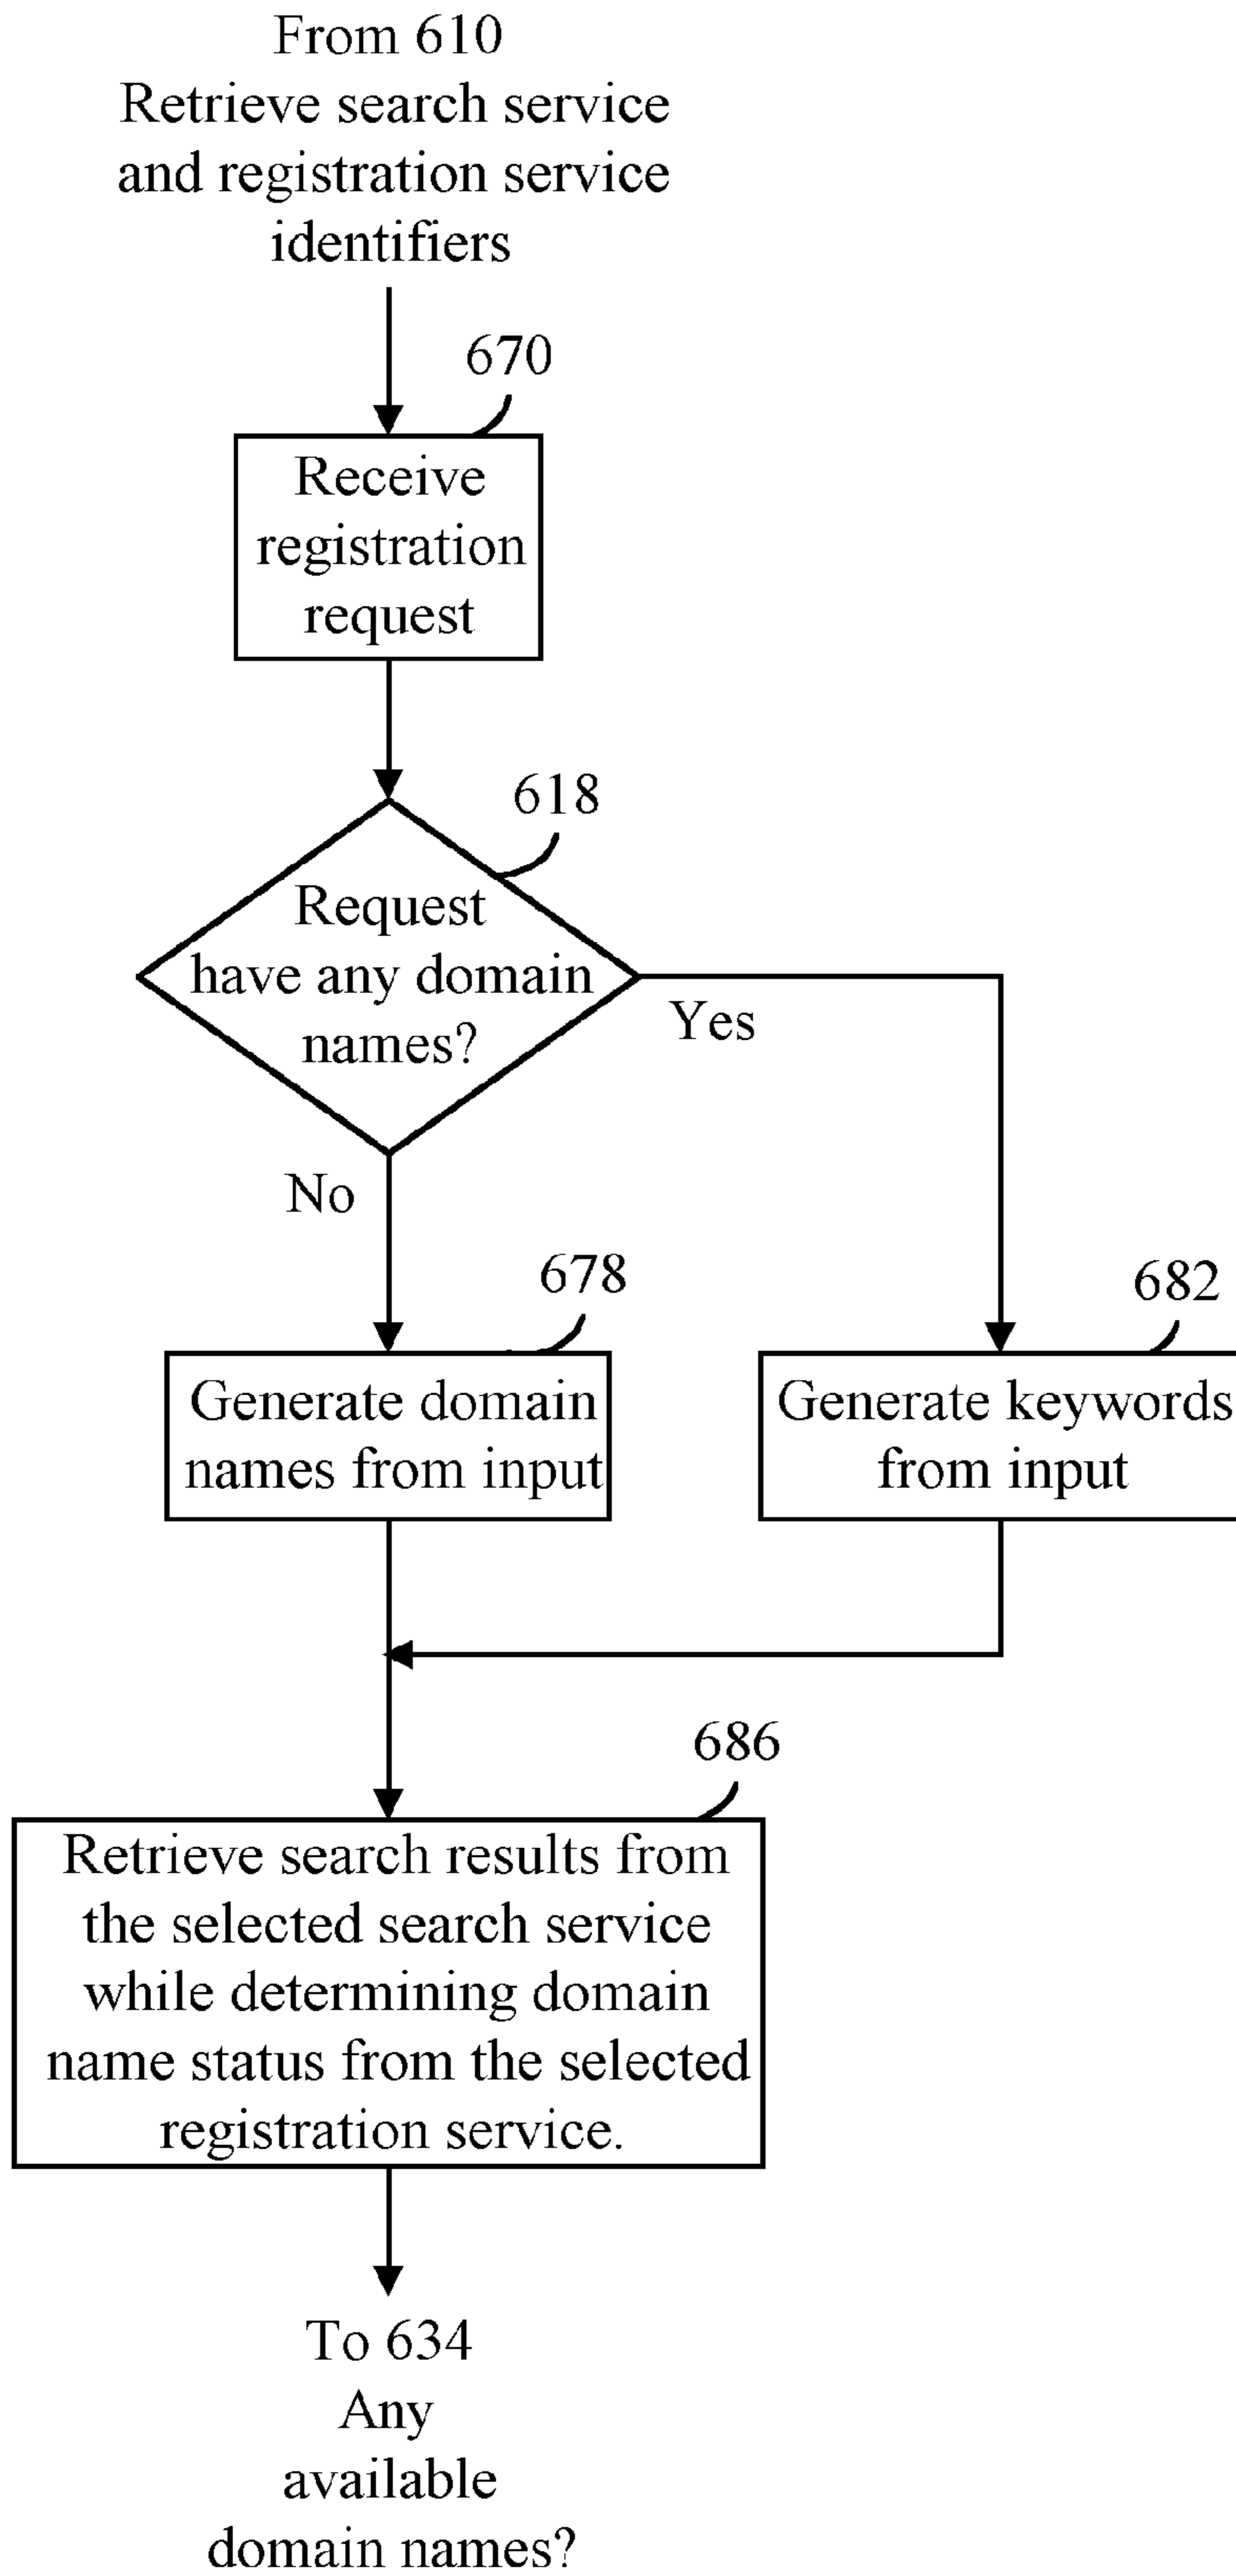 From 610
Retrieve search service
and registration service
identifiers
670
Receive
registration
request
618
Request
have any domain
names?
Yes
No
678
682
Generate domain
names from input
Generate keywords
from input
686
Retrieve search results from
the selected search service
while determining domain
name status from the selected
registration service.
To 634
Any
available
domain names?